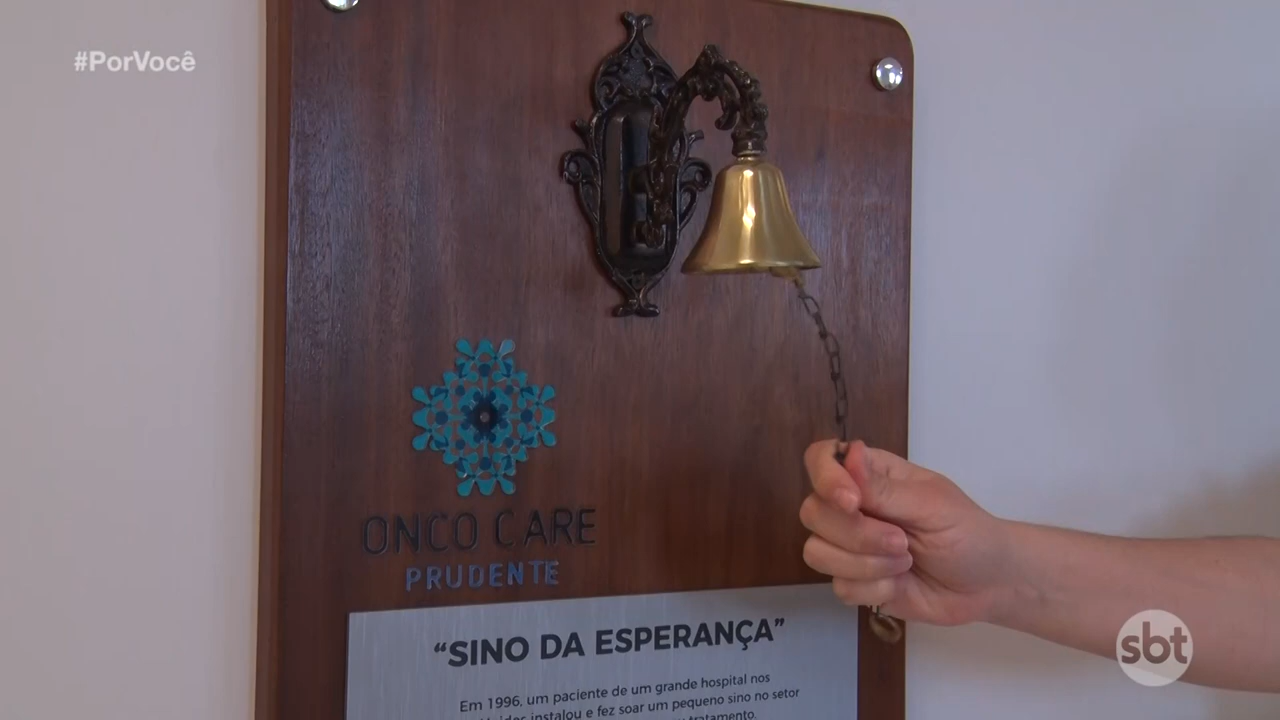 #PorVocê
ONCO CARE
PRUDENTE
“SINO DA ESPERANÇA”
Em 1996, um paciente de um grande hospital nos
instalou e fez soar um pequeno sino no setor
tratamento.
sbt